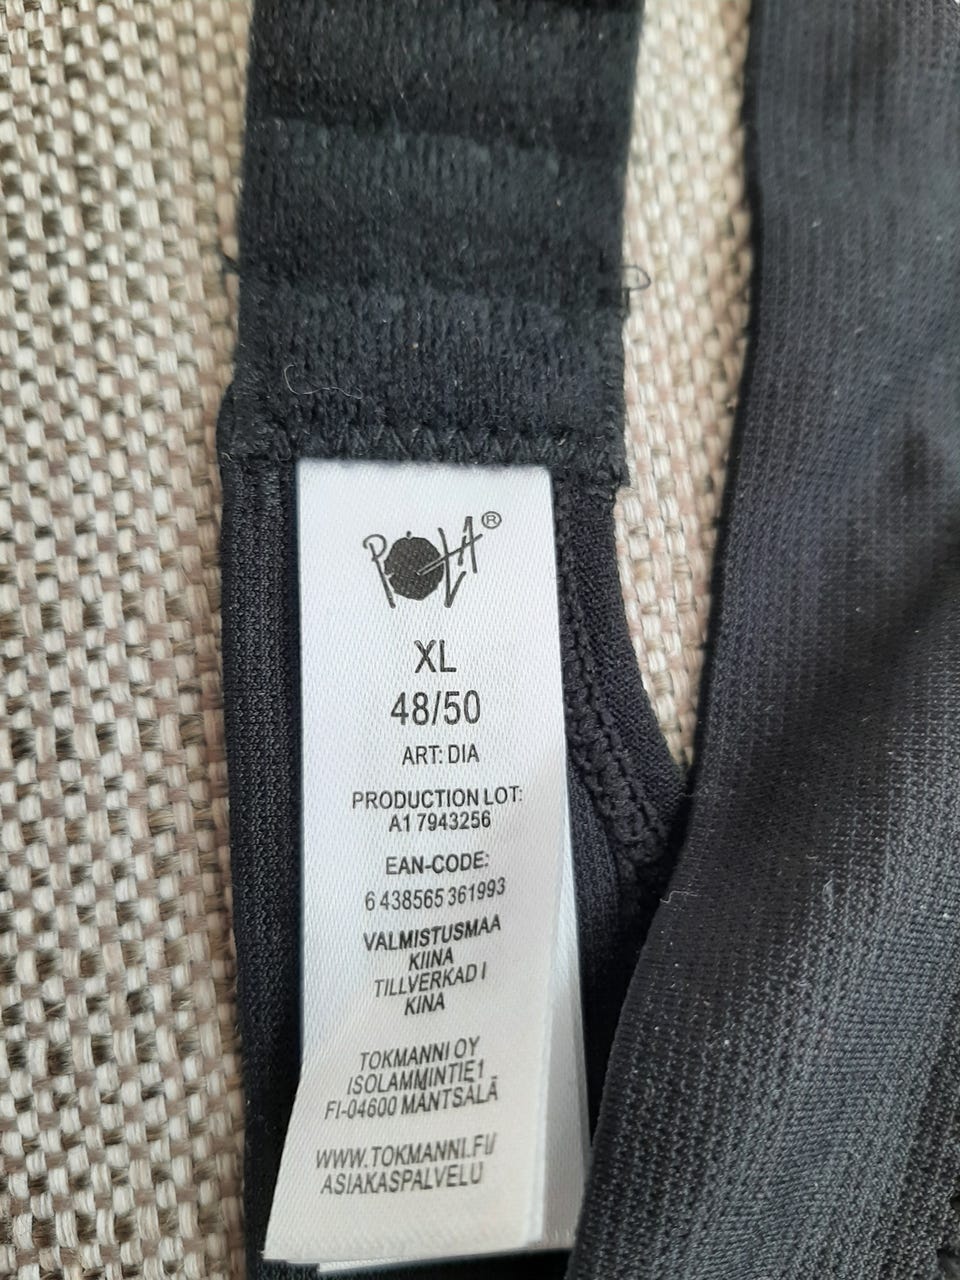 POLA®
XL
48/50
ART: DIA
PRODUCTION LOT:
A1 7943256
EAN-CODE:
6 438565 361993
VALMISTUSMAA
KIINA
TILLVERKAD I
KINA
TOKMANNI OY
ISOLAMMINTIE1
FI-04600 MÄNTSÄLÄ
WWW.TOKMANNI.FI/
ASIAKASPALVELU